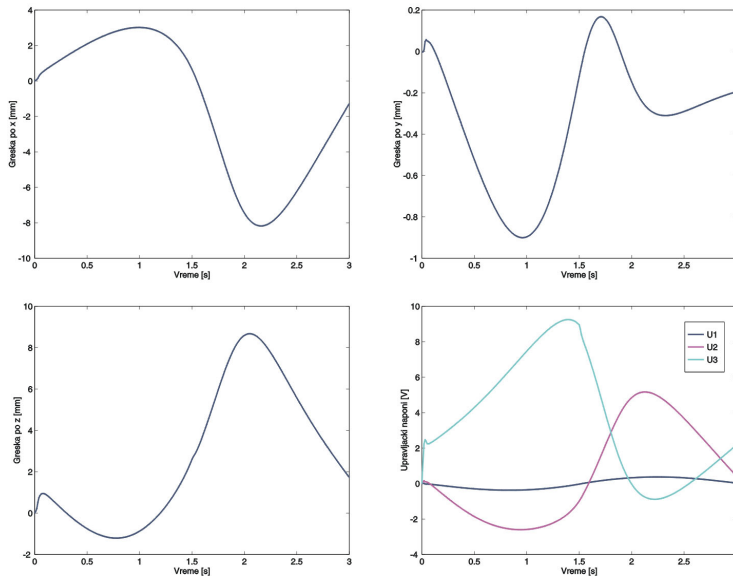 4
2
0
-2
-4
-6
-8
-10
Greska po x [mm]
0 0.5 1 1.5 2 2.5 3
Vreme [s]
0.2
0
-0.2
-0.4
-0.6
-0.8
-1
Greska po y [mm]
0 0.5 1 1.5 2 2.5
Vreme [s]
10
8
6
4
2
0
-2
Greska po z [mm]
0 0.5 1 1.5 2 2.5 3
Vreme [s]
10
8
6
4
2
0
-2
-4
Upravljacki naponi [V]
U1
U2
U3
0 0.5 1 1.5 2 2.5
Vreme [s]